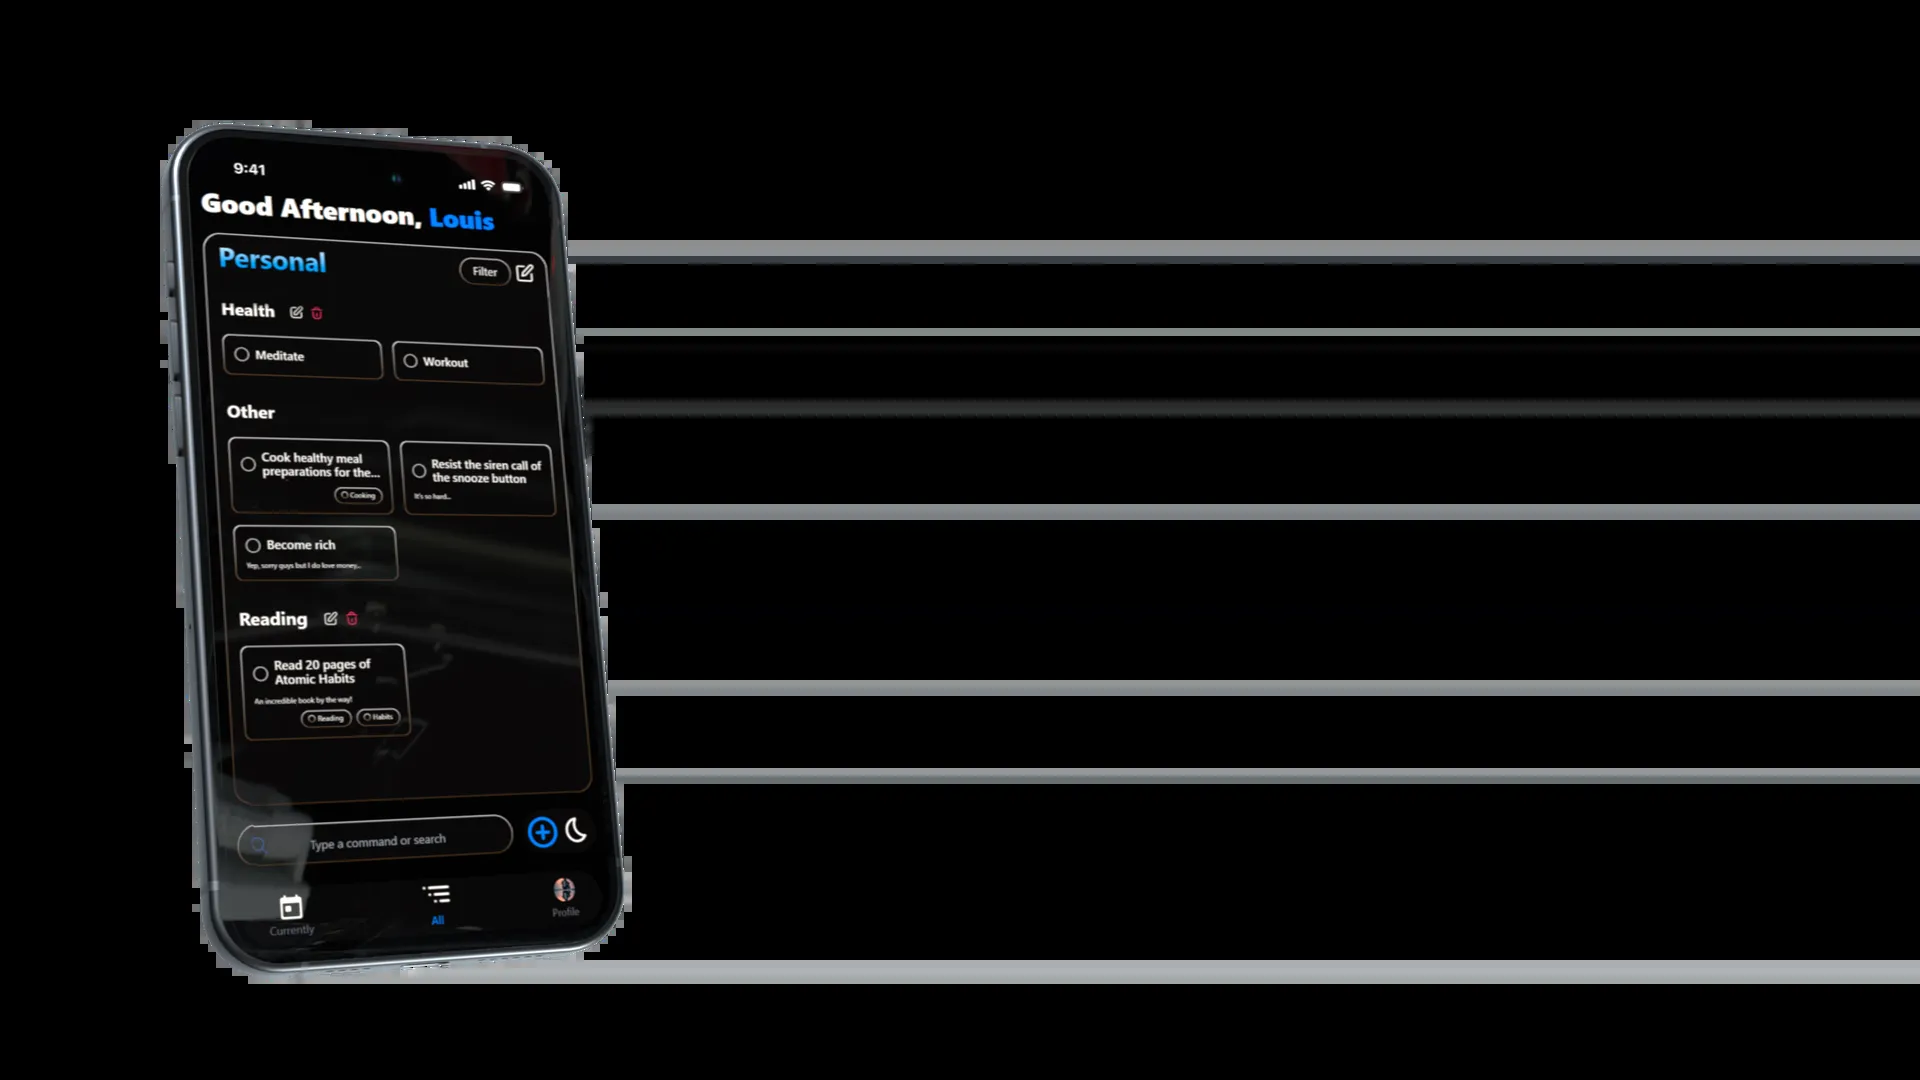 9:41
Good Afternoon, Louis
Personal
Filter
Health
Meditate
Workout
Other
Cook healthy meal
preparations for the...
Cooking
Resist the siren call of
the snooze button
It's so hard...
Become rich
Yep, sorry guys but I do love money...
Reading
Read 20 pages of
Atomic Habits
An incredible book by the way!
Reading
Habits
Type a command or search
Currently
All
Profile